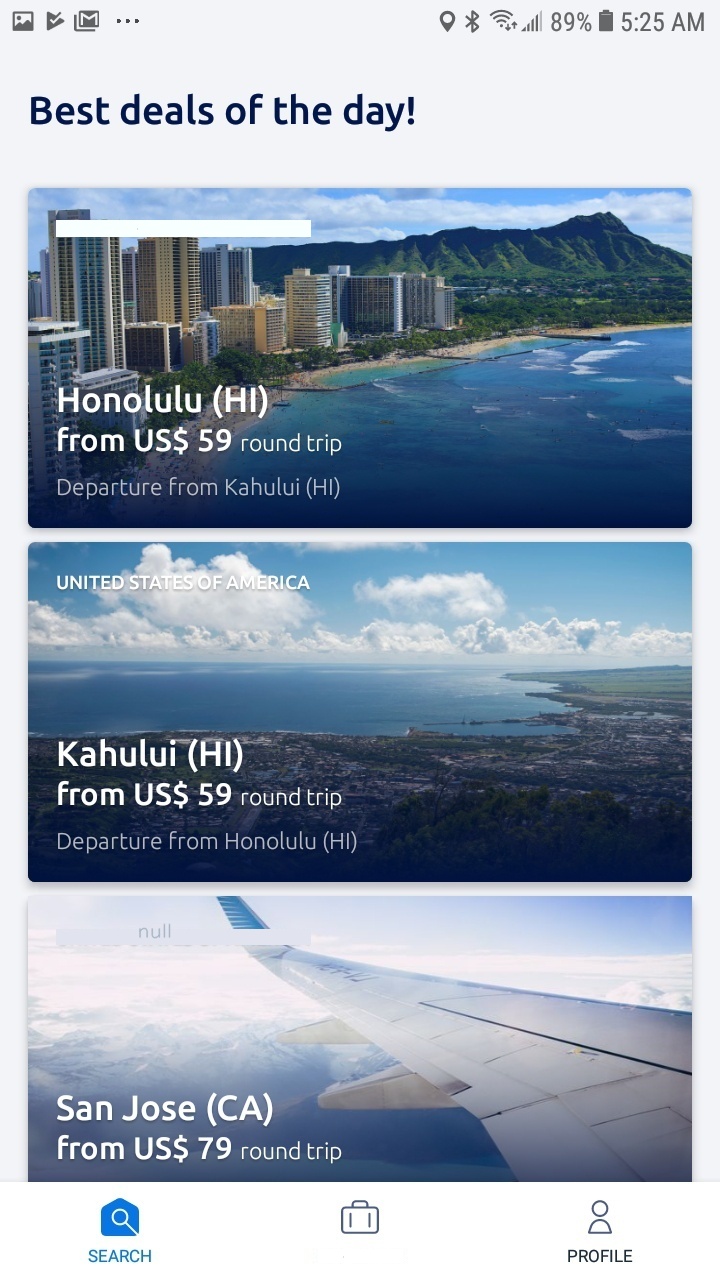 89% 5:25 AM
Best deals of the day!
Honolulu (HI)
from US$ 59 round trip
Departure from Kahului (HI)
UNITED STATES OF AMERICA
Kahului (HI)
from US$ 59 round trip
Departure from Honolulu (HI)
null
San Jose (CA)
from US$ 79 round trip
SEARCH
PROFILE